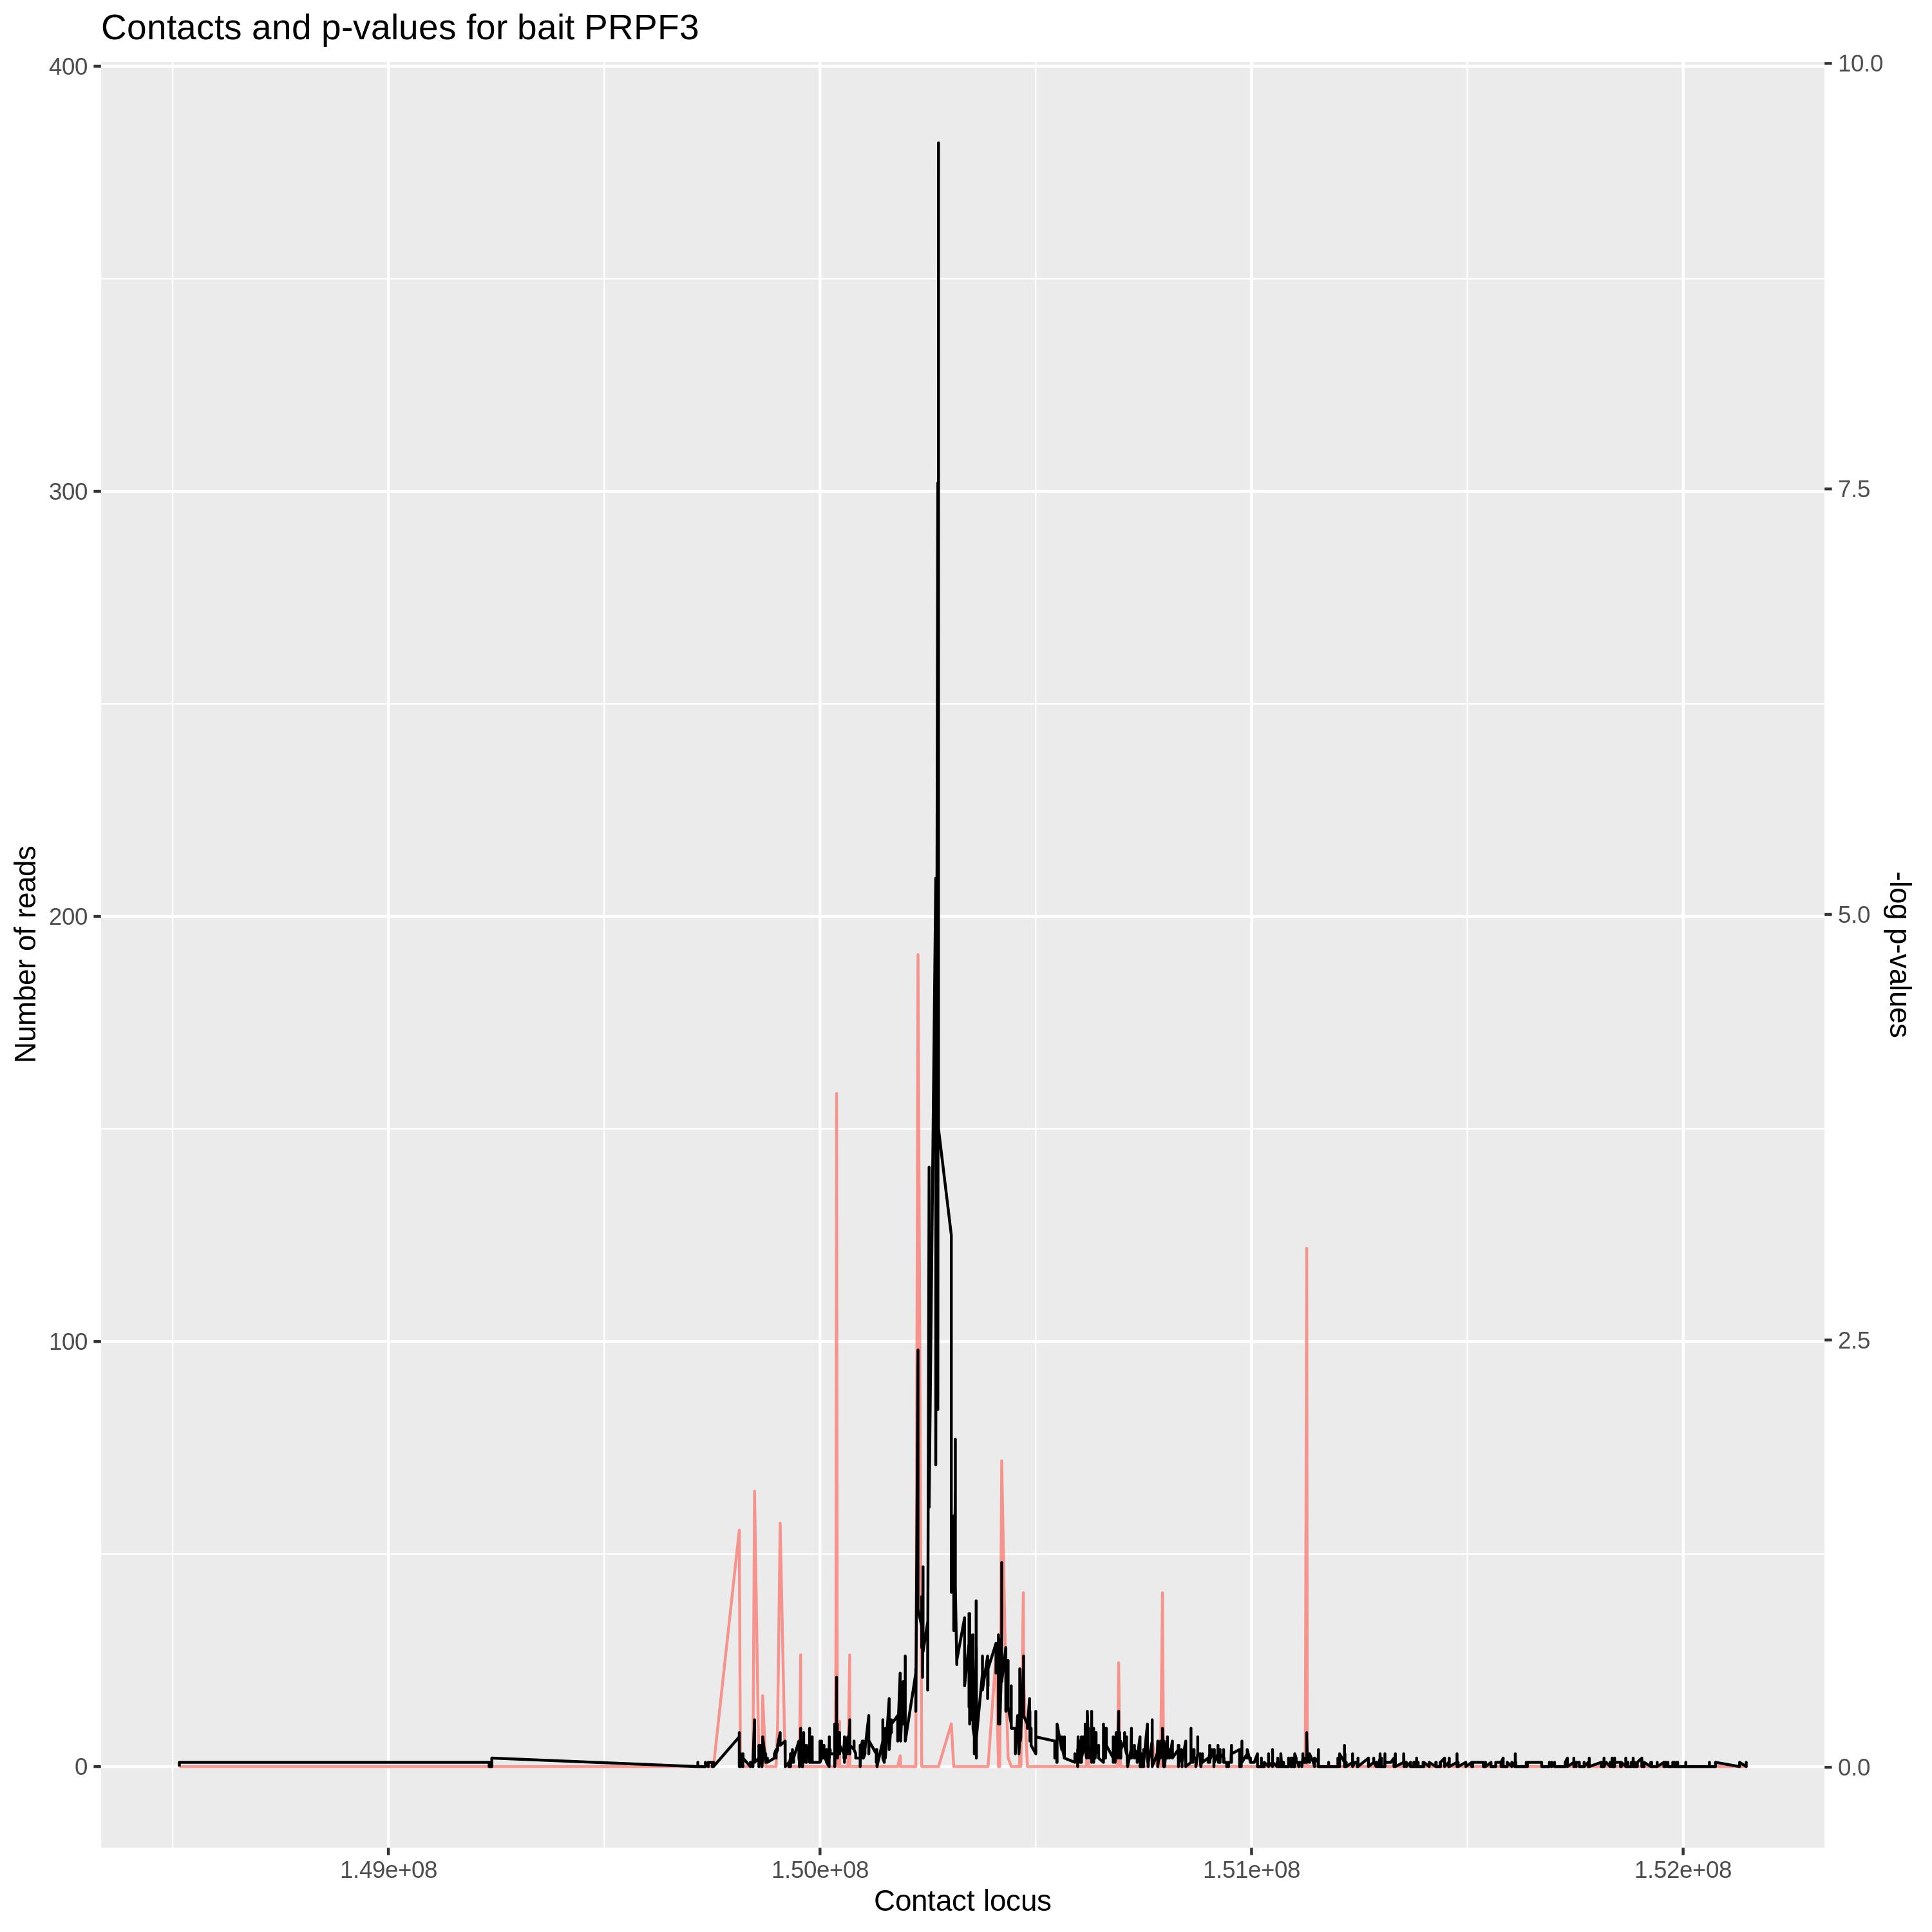 Contacts and p-values for bait PRPF3
400
300
200
100
0
Number of reads
10.0
7.5
5.0
2.5
0.0
-log p-values
1.49e+08
1.50e+08
1.51e+08
1.52e+08
Contact locus